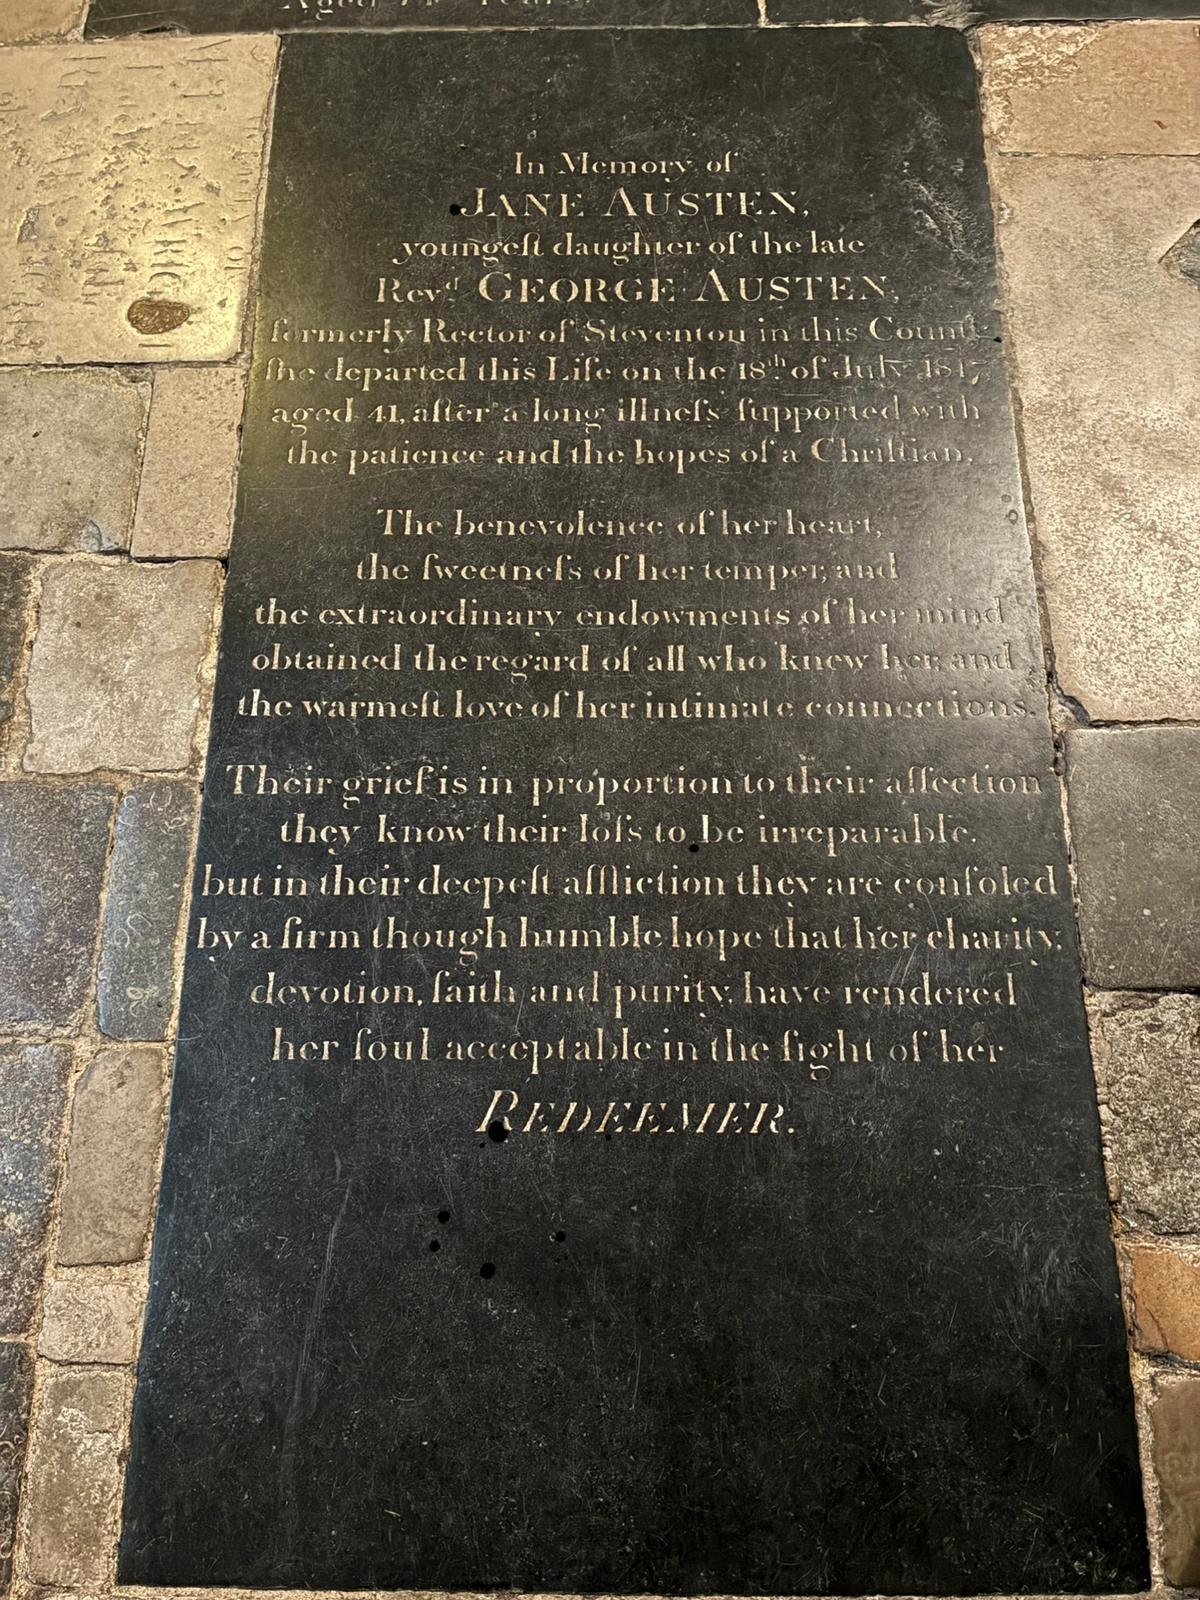 Aged
In Memory of
JANE AUSTEN,
youngeſt daughter of the late
Revd. GEORGE AUSTEN,
formerly Rector of Steventon in this County
ſhe departed this Life on the 18th of July 1817,
aged 41, after a long illneſs ſupported with
the patience and the hopes of a Chriſtian.
The benevolence of her heart,
the ſweetneſs of her temper, and
the extraordinary endowments of her mind
obtained the regard of all who knew her, and
the warmeſt love of her intimate connections.
Their grief is in proportion to their affection
they know their loſs to be irreparable.
but in their deepeſt affliction they are conſoled
by a firm though humble hope that her charity,
devotion, faith and purity, have rendered
her ſoul acceptable in the ſight of her
REDEEMER.